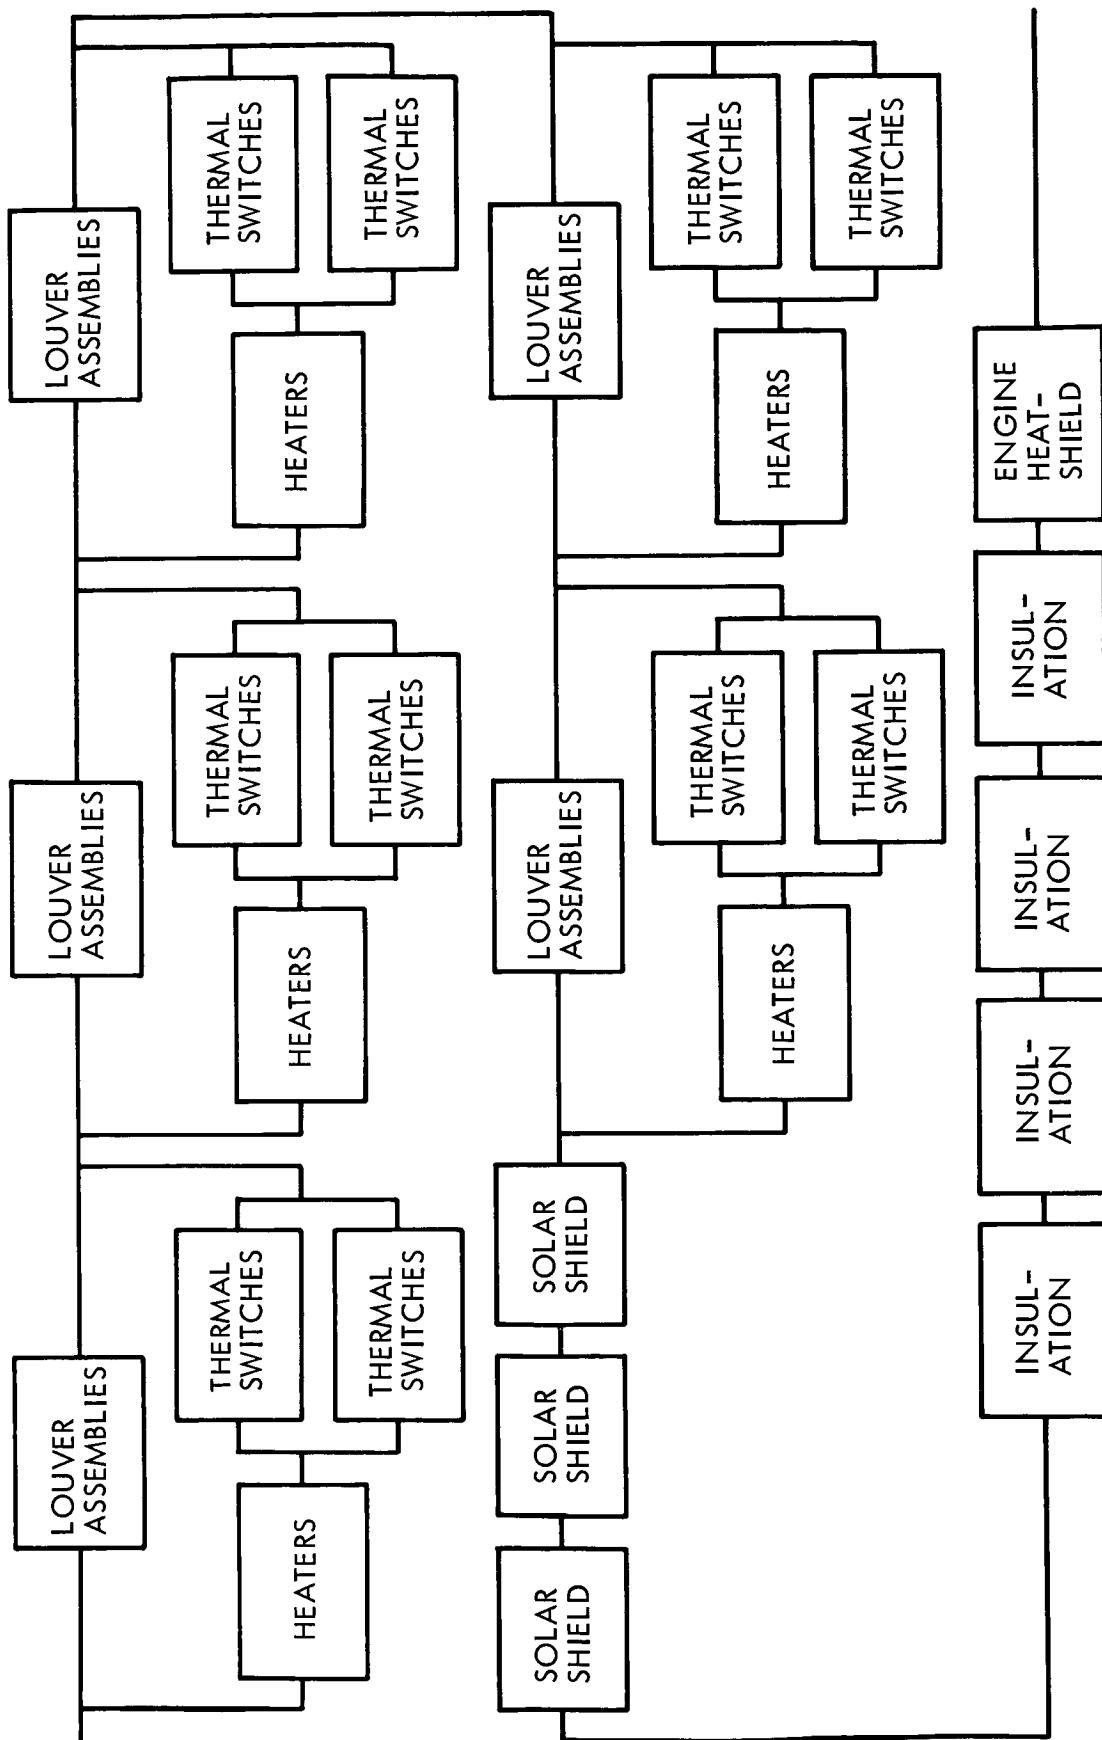 LOUVER
ASSEMBLIES
HEATERS
THERMAL
SWITCHES
THERMAL
SWITCHES
LOUVER
ASSEMBLIES
HEATERS
THERMAL
SWITCHES
THERMAL
SWITCHES
LOUVER
ASSEMBLIES
HEATERS
THERMAL
SWITCHES
THERMAL
SWITCHES
SOLAR
SHIELD
SOLAR
SHIELD
SOLAR
SHIELD
LOUVER
ASSEMBLIES
HEATERS
THERMAL
SWITCHES
THERMAL
SWITCHES
LOUVER
ASSEMBLIES
HEATERS
THERMAL
SWITCHES
THERMAL
SWITCHES
INSUL-
ATION
INSUL-
ATION
INSUL-
ATION
INSUL-
ATION
ENGINE
HEAT-
SHIELD